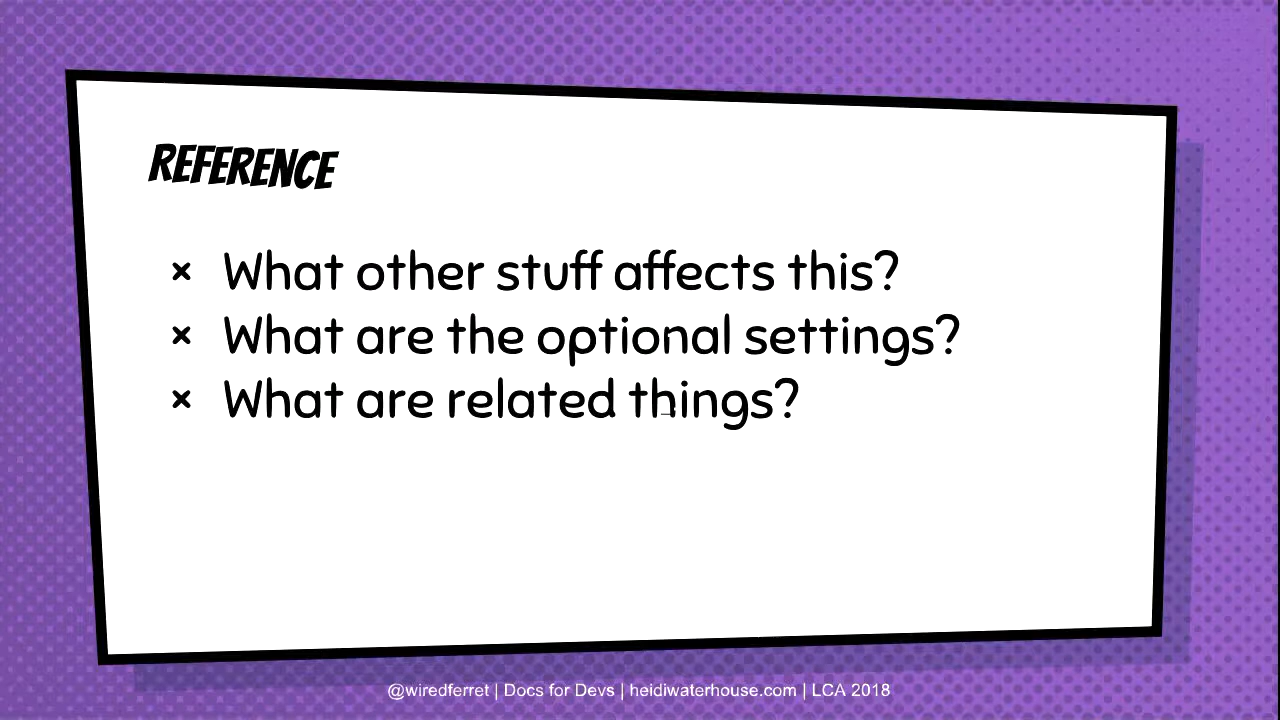 REFERENCE
× What other stuff affects this?
× What are the optional settings?
× What are related things?
@wiredferret | Docs for Devs | heidiwaterhouse.com | LCA 2018